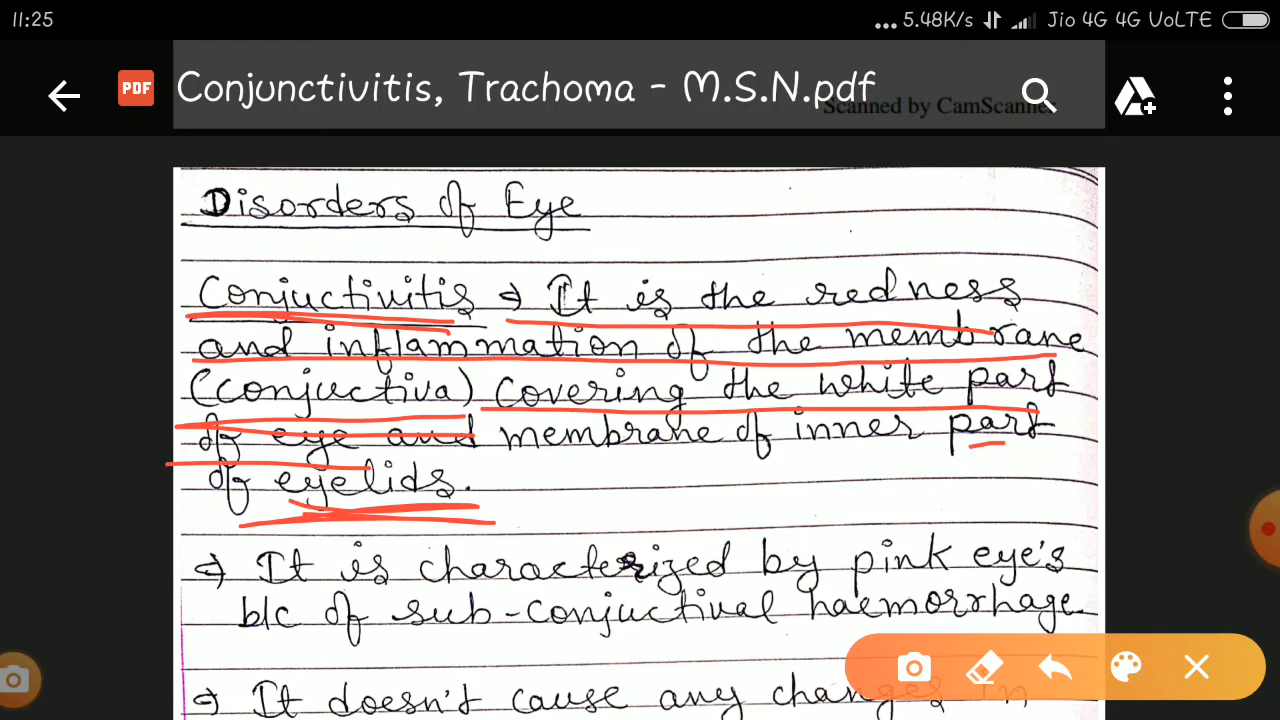 11:25 ... 5.48K/s Jio 4G 4G VoLTE
PDF Conjunctivitis, Trachoma - M.S.N.pdf
Scanned by CamScanner
Disorders of Eye
Conjuctivitis → It is the redness
and inflammation of the membrane
(conjuctiva) covering the white part
of eye and membrane of inner part
of eyelids.
→ It is characterized by pink eye's
b/c of sub-conjuctival haemorrhage.
→ It doesn't cause any changes in